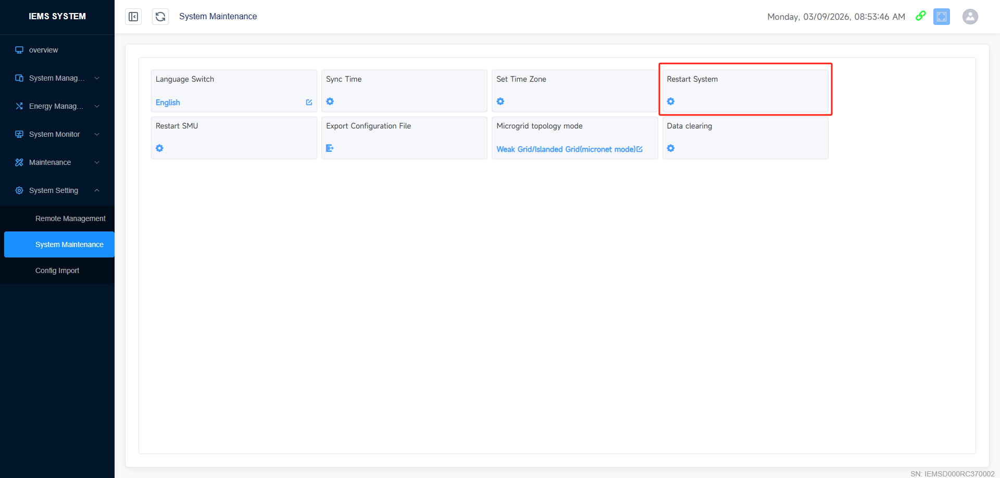 IEMS SYSTEM
System Maintenance
Monday, 03/09/2026, 08:53:46 AM
overview
System Manag...
Energy Manag...
System Monitor
Maintenance
System Setting
Remote Management
System Maintenance
Config Import
Language Switch
English
Sync Time
Set Time Zone
Restart System
Restart SMU
Export Configuration File
Microgrid topology mode
Weak Grid/Islanded Grid(micronet mode)
Data clearing
SN: IEMSD000RC370002